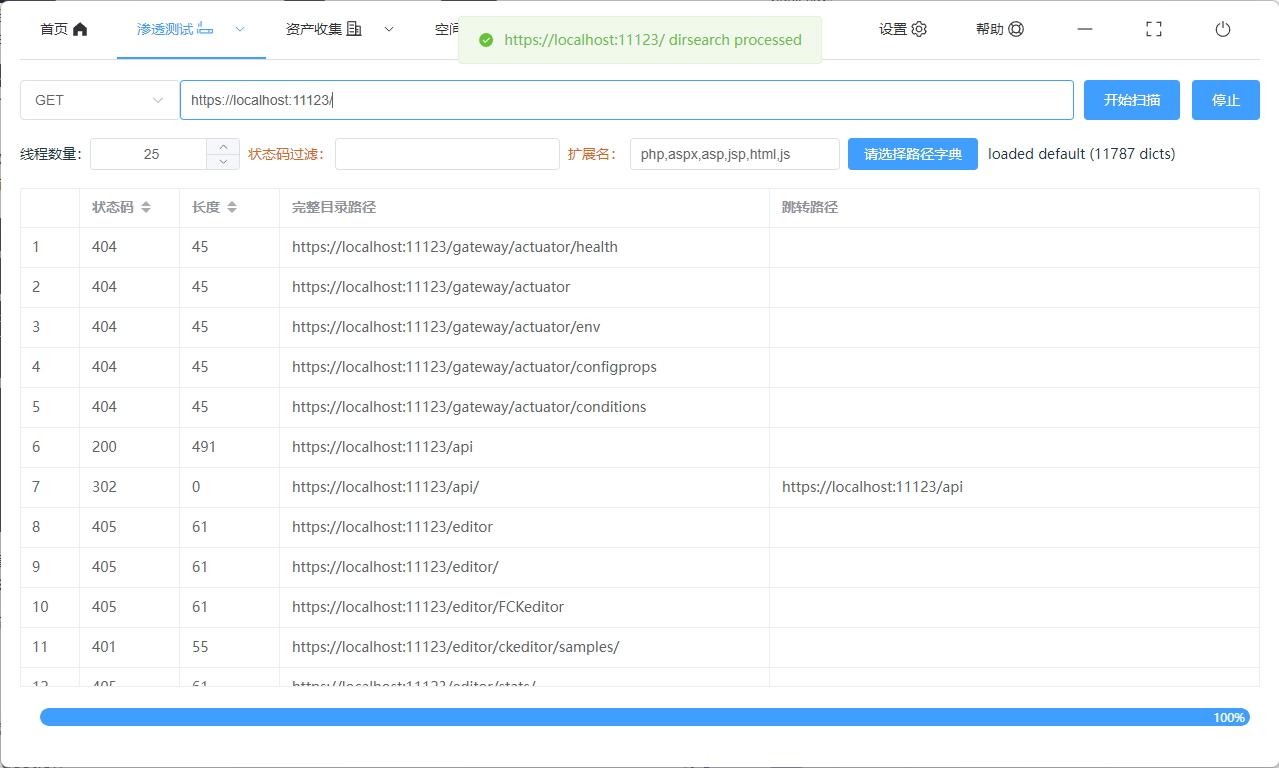 首页 渗透测试 资产收集 空间 设置 帮助
https://localhost:11123/ dirsearch processed
GET https://localhost:11123/ 开始扫描 停止
线程数量: 25 状态码过滤: 扩展名: php,aspx,asp,jsp,html,js 请选择路径字典 loaded default (11787 dicts)
状态码 长度 完整目录路径 跳转路径
1 404 45 https://localhost:11123/gateway/actuator/health
2 404 45 https://localhost:11123/gateway/actuator
3 404 45 https://localhost:11123/gateway/actuator/env
4 404 45 https://localhost:11123/gateway/actuator/configprops
5 404 45 https://localhost:11123/gateway/actuator/conditions
6 200 491 https://localhost:11123/api
7 302 0 https://localhost:11123/api/ https://localhost:11123/api
8 405 61 https://localhost:11123/editor
9 405 61 https://localhost:11123/editor/
10 405 61 https://localhost:11123/editor/FCKeditor
11 401 55 https://localhost:11123/editor/ckeditor/samples/
12 405 61 https://localhost:11123/editor/stats/
100%